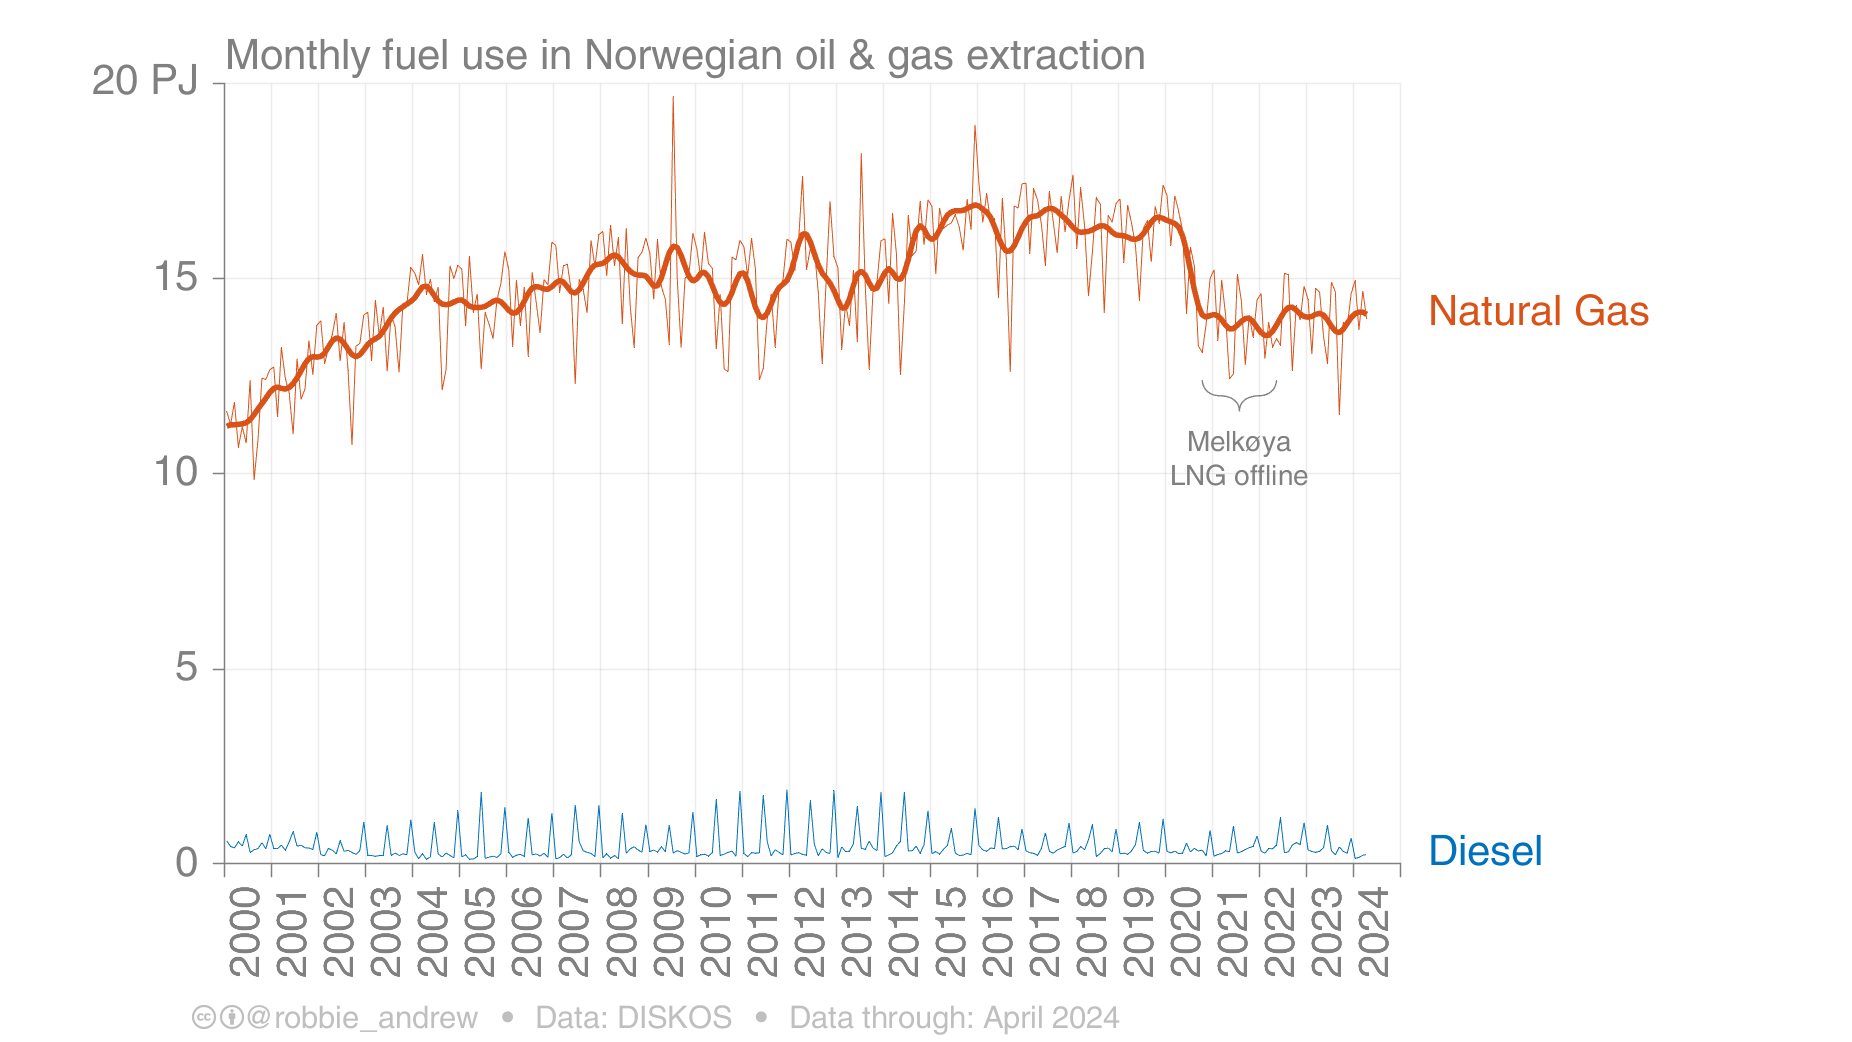 Monthly fuel use in Norwegian oil & gas extraction
20 PJ
15
10
5
0
Natural Gas
Melkøya
LNG offline
Diesel
2000 2001 2002 2003 2004 2005 2006 2007 2008 2009 2010 2011 2012 2013 2014 2015 2016 2017 2018 2019 2020 2021 2022 2023 2024
@robbie_andrew • Data: DISKOS • Data through: April 2024